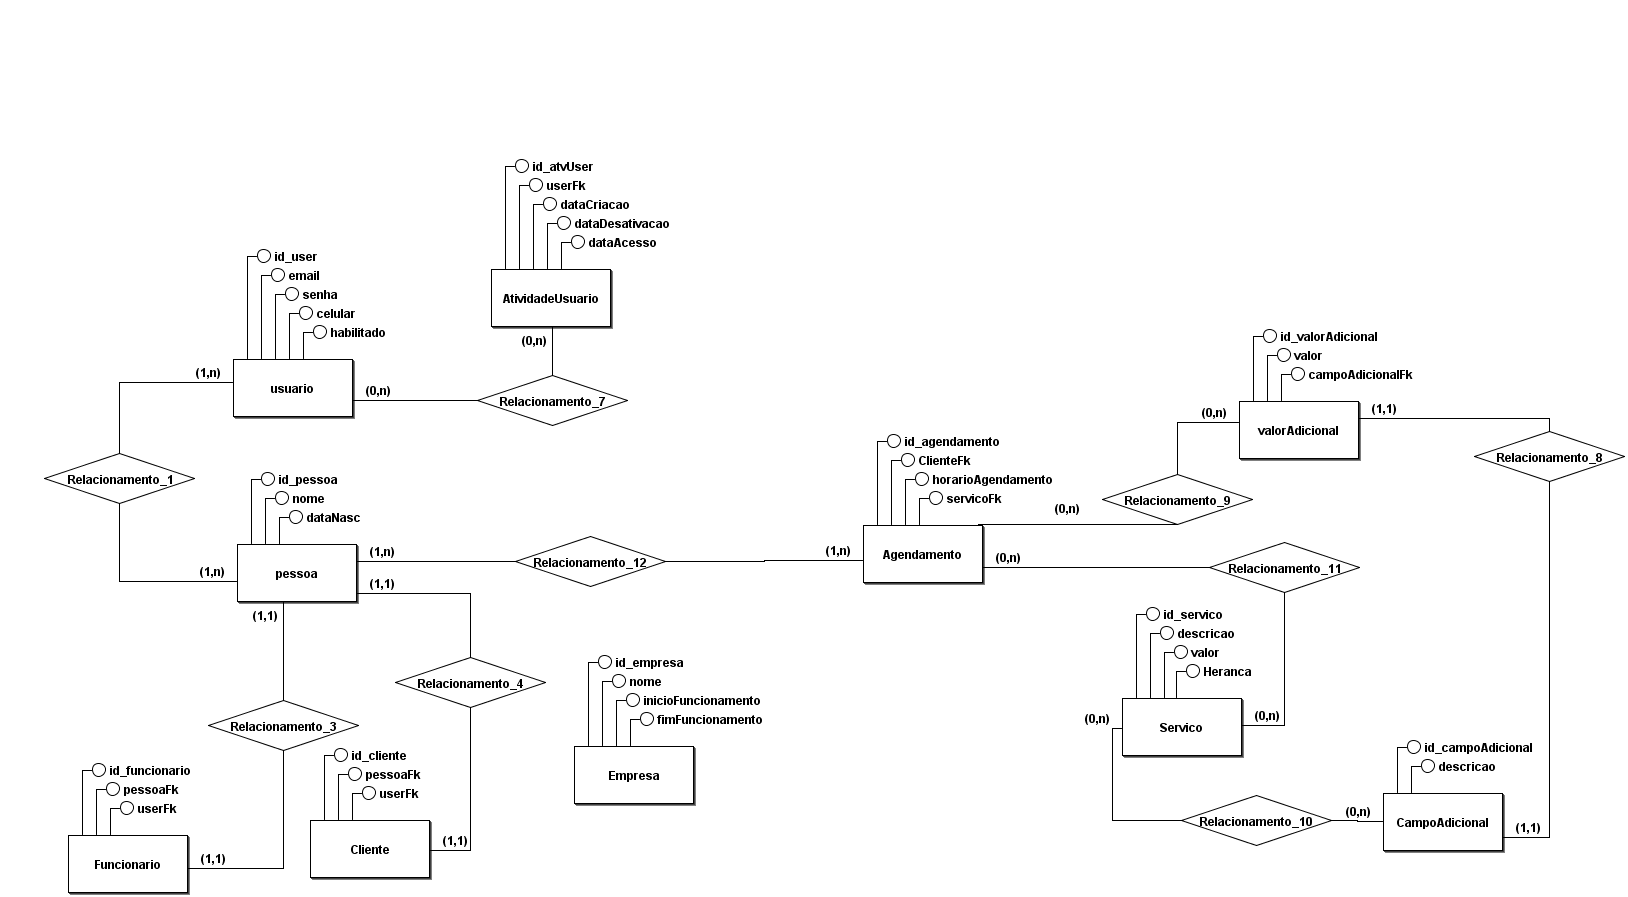 id_atvUser
userFk
dataCriacao
dataDesativacao
dataAcesso
AtividadeUsuario
(0,n)
id_user
email
senha
celular
habilitado
usuario
(1,n)
(0,n)
Relacionamento_7
Relacionamento_1
id_pessoa
nome
dataNasc
pessoa
(1,n)
(1,n)
(1,1)
(1,1)
Relacionamento_12
(1,n)
id_agendamento
ClienteFk
horarioAgendamento
servicoFk
Agendamento
(0,n)
(0,n)
id_valorAdicional
valor
campoAdicionalFk
valorAdicional
(0,n)
(1,1)
Relacionamento_8
Relacionamento_9
Relacionamento_11
id_servico
descricao
valor
Heranca
Servico
(0,n)
(0,n)
Relacionamento_4
Relacionamento_3
id_empresa
nome
inicioFuncionamento
fimFuncionamento
Empresa
id_funcionario
pessoaFk
userFk
Funcionario
(1,1)
id_cliente
pessoaFk
userFk
Cliente
(1,1)
Relacionamento_10
(0,n)
id_campoAdicional
descricao
CampoAdicional
(1,1)